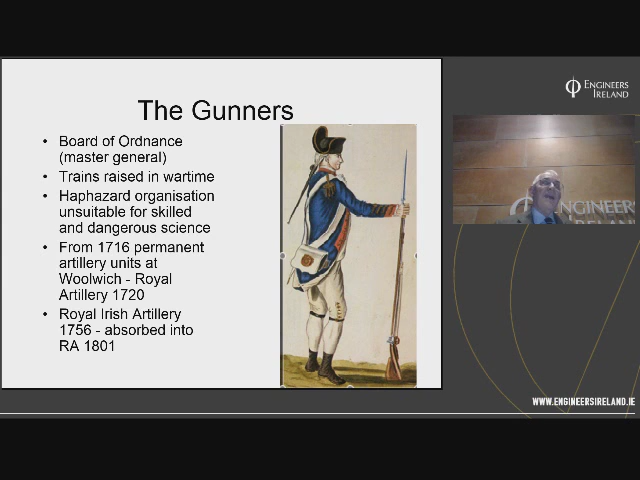 The Gunners
• Board of Ordnance
(master general)
• Trains raised in wartime
• Haphazard organisation
unsuitable for skilled
and dangerous science
• From 1716 permanent
artillery units at
Woolwich - Royal
Artillery 1720
• Royal Irish Artillery
1756 - absorbed into
RA 1801
ENGINEERS
IRELAND
WWW.ENGINEERSIRELAND.IE